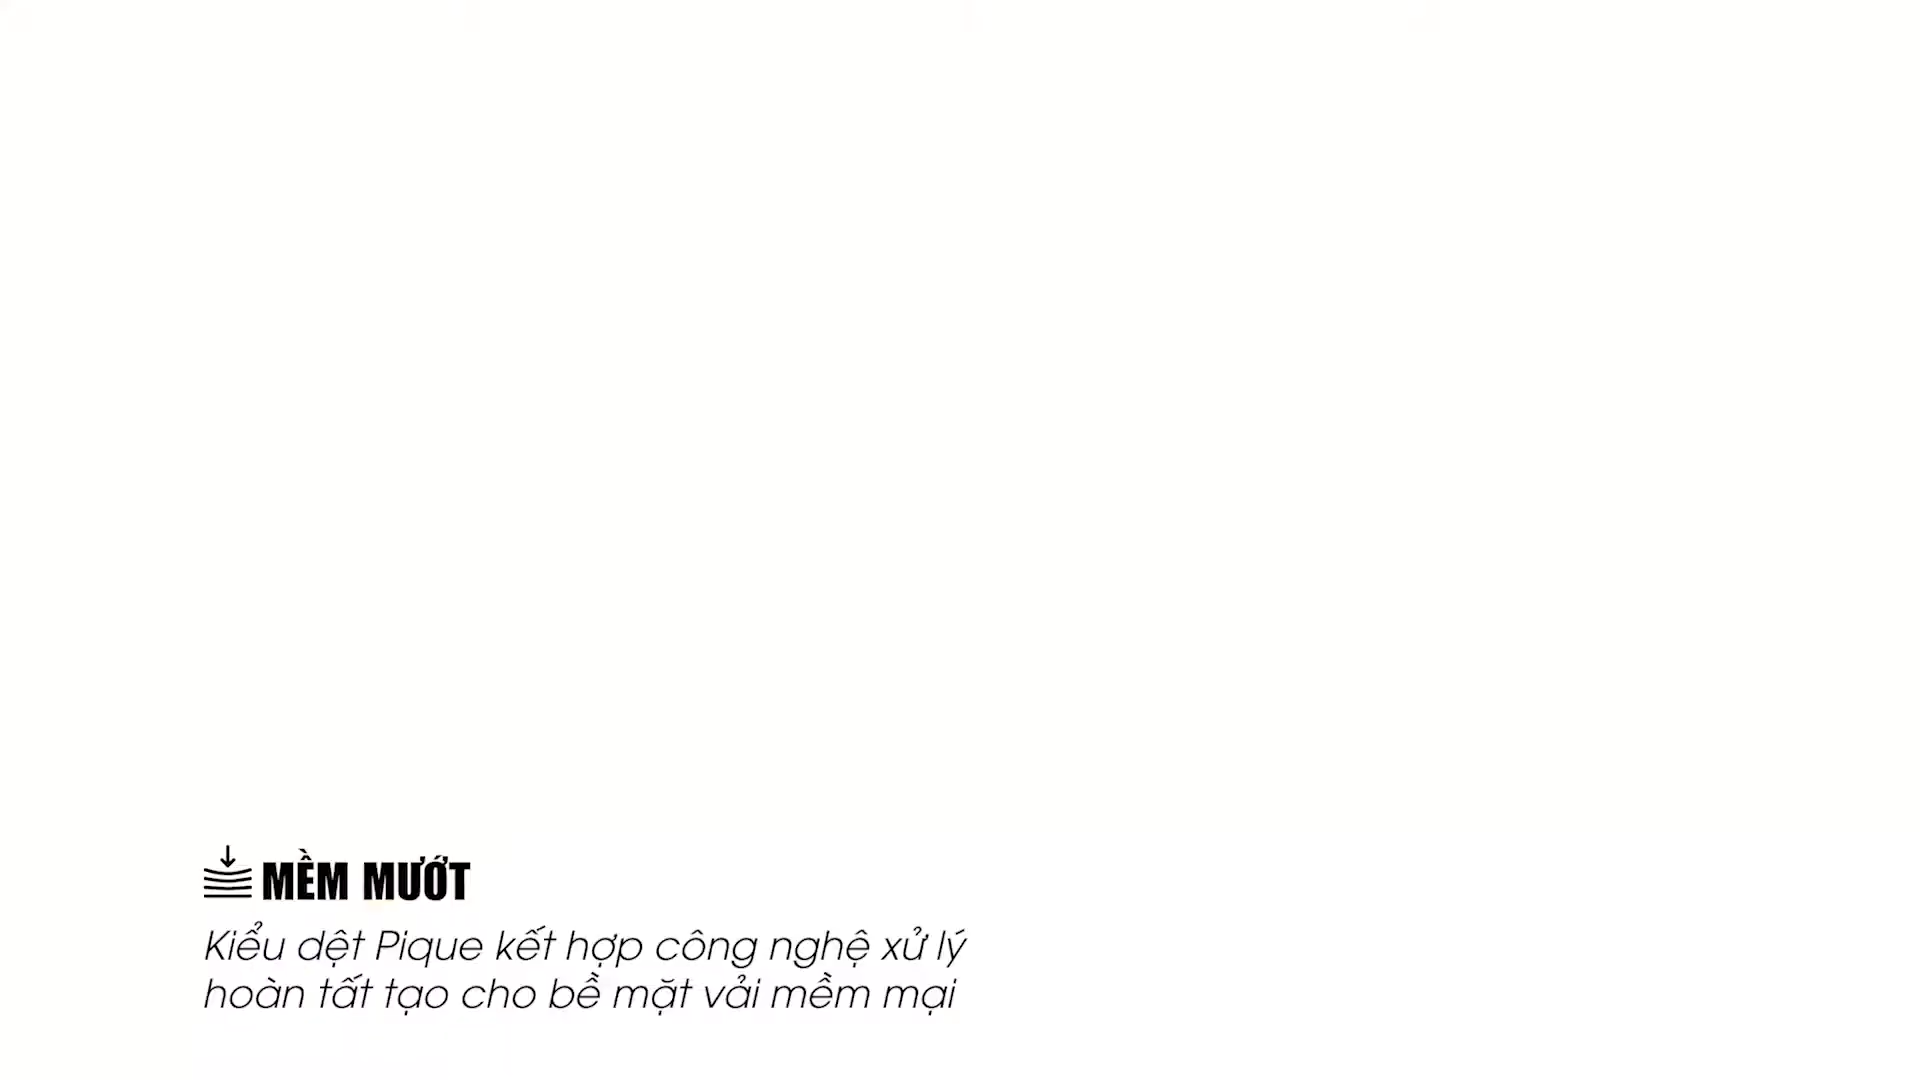 MỀM MƯỚT
Kiểu dệt Pique kết hợp công nghệ xử lý
hoàn tất tạo cho bề mặt vải mềm mại